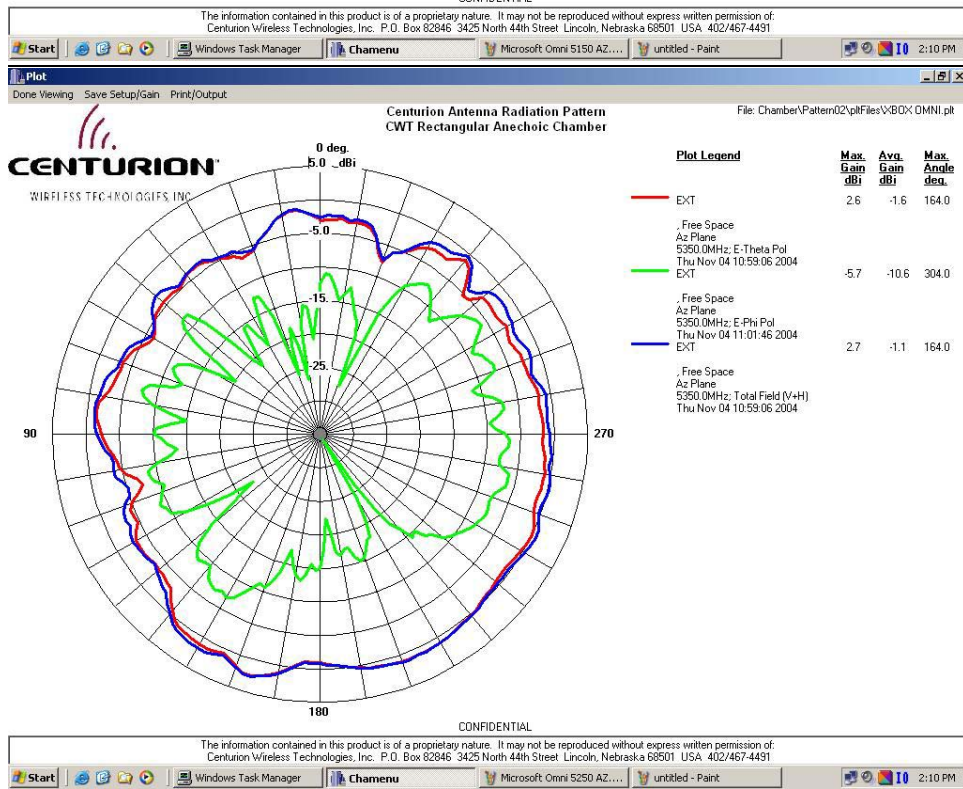 CONFIDENTIAL
The information contained in this product is of a proprietary nature. It may not be reproduced without express written permission of:
Centurion Wireless Technologies, Inc. P.O. Box 82846 3425 North 44th Street Lincoln, Nebraska 68501 USA 402/467-4491
Start Windows Task Manager Chamenu Microsoft Omni 5150 AZ.... untitled - Paint 2:10 PM
Plot
Done Viewing Save Setup/Gain Print/Output
Centurion Antenna Radiation Pattern
CWT Rectangular Anechoic Chamber
File: Chamber\Pattern02\pltFiles\XBOX OMNI.plt
CENTURION
WIRELESS TECHNOLOGIES, INC.
0 deg.
5.0 dBi
-5.0
-15.
-25.
90
270
180
Plot Legend Max. Gain dBi Avg. Gain dBi Max. Angle deg.
EXT 2.6 -1.6 164.0
, Free Space
Az Plane
5350.0MHz; E-Theta Pol
Thu Nov 04 10:59:06 2004
EXT -5.7 -10.6 304.0
, Free Space
Az Plane
5350.0MHz; E-Phi Pol
Thu Nov 04 11:01:46 2004
EXT 2.7 -1.1 164.0
, Free Space
Az Plane
5350.0MHz; Total Field (V+H)
Thu Nov 04 10:59:06 2004
CONFIDENTIAL
The information contained in this product is of a proprietary nature. It may not be reproduced without express written permission of:
Centurion Wireless Technologies, Inc. P.O. Box 82846 3425 North 44th Street Lincoln, Nebraska 68501 USA 402/467-4491
Start Windows Task Manager Chamenu Microsoft Omni 5250 AZ.... untitled - Paint 2:10 PM